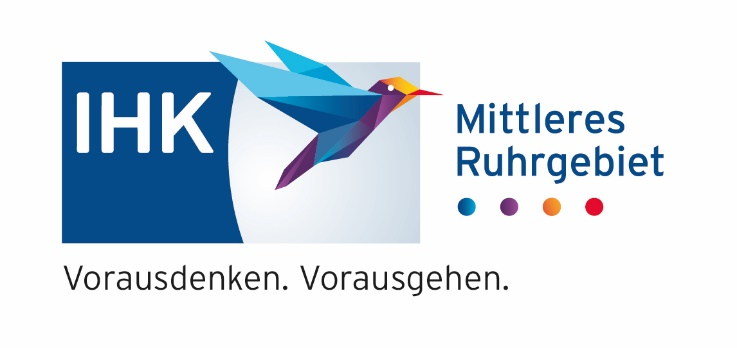 IHK
Mittleres
Ruhrgebiet
Vorausdenken. Vorausgehen.